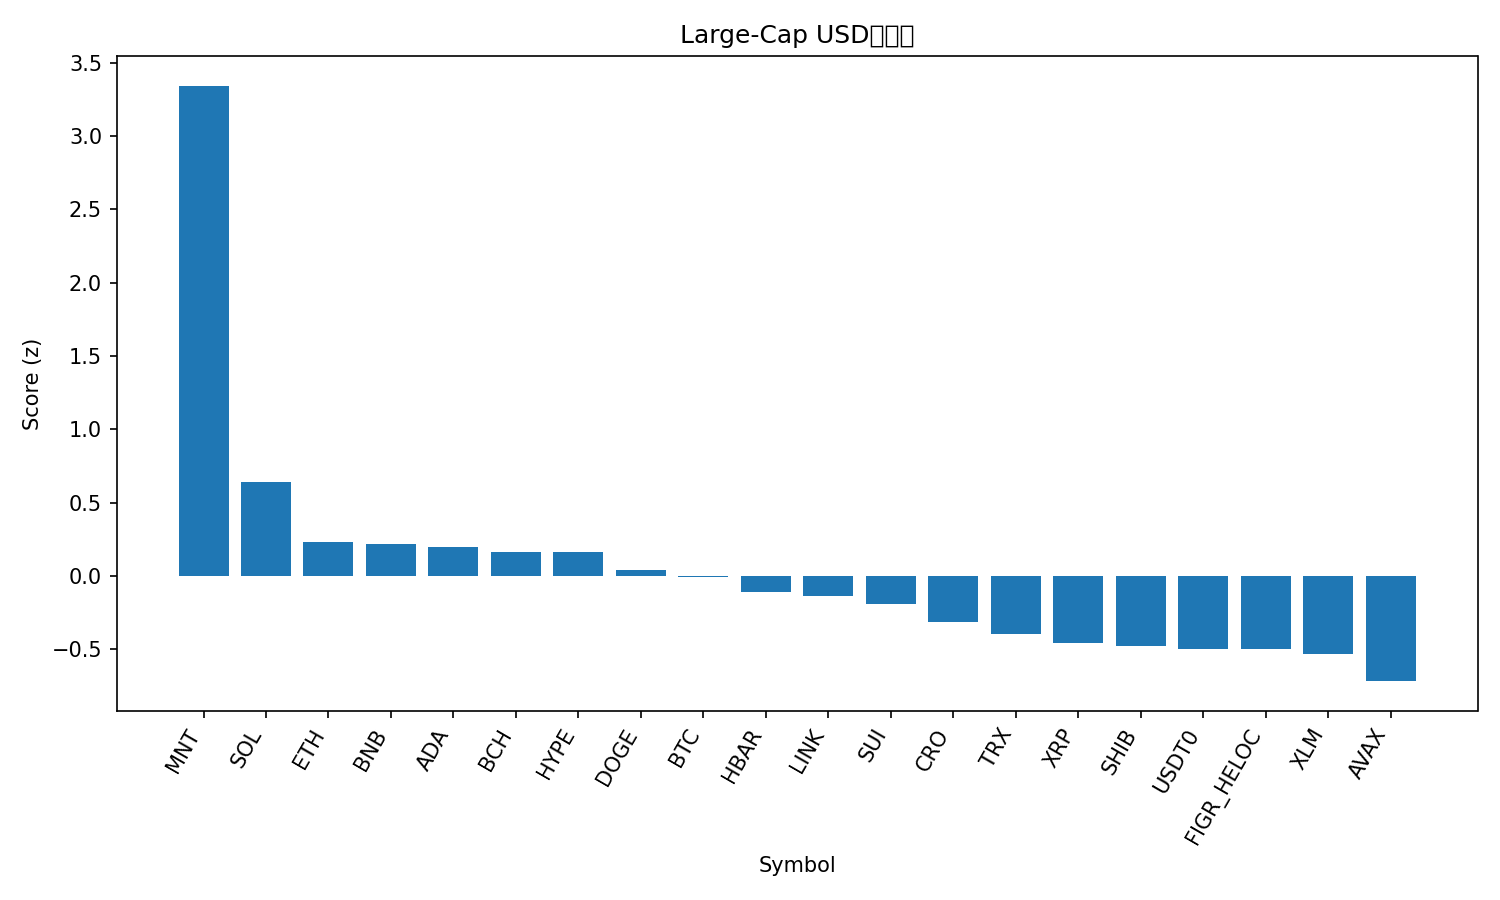 Large-Cap USD
3.5
3.0
2.5
2.0
1.5
1.0
0.5
0.0
−0.5
Score (z)
MNT
SOL
ETH
BNB
ADA
BCH
HYPE
DOGE
BTC
HBAR
LINK
SUI
CRO
TRX
XRP
SHIB
USDT0
FIGR_HELOC
XLM
AVAX
Symbol